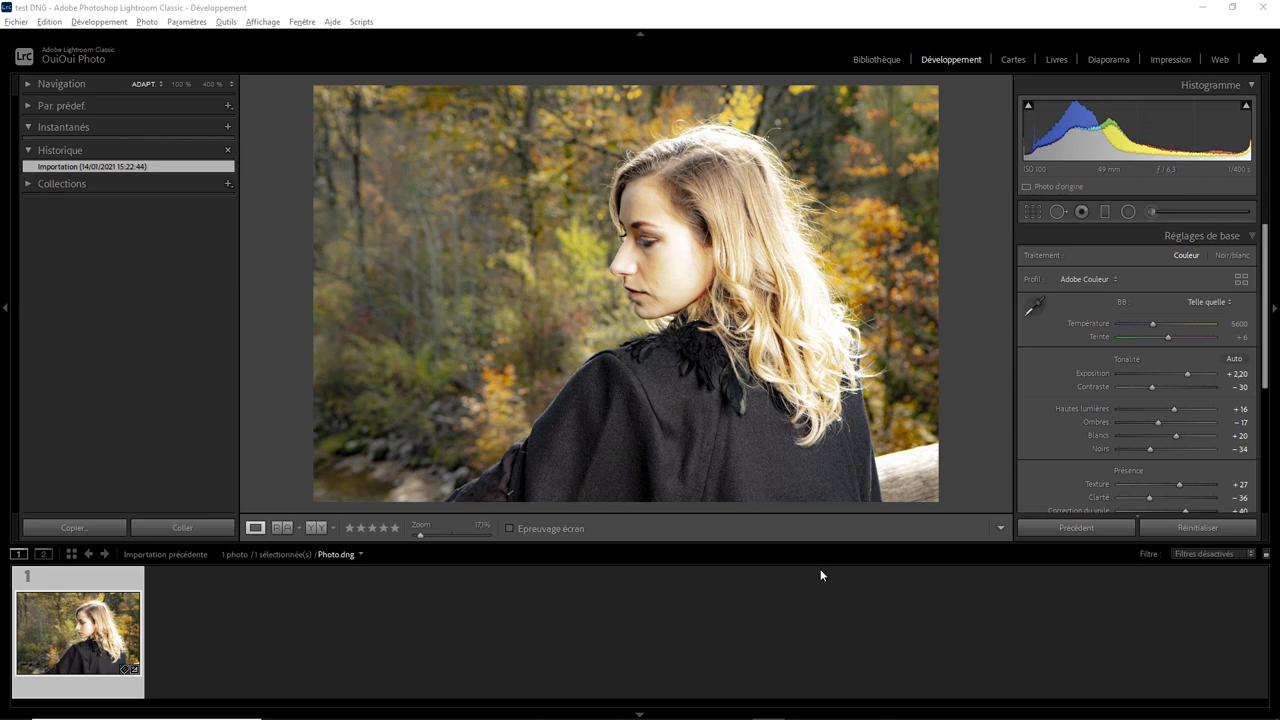 test DNG - Adobe Photoshop Lightroom Classic - Développement
Fichier Edition Développement Photo Paramètres Outils Affichage Fenêtre Aide Scripts
Lrc
Adobe Lightroom Classic
OuiOui Photo
Bibliothèque Développement Cartes Livres Diaporama Impression Web
Navigation ADAPT. 100 % 400 %
Par. prédéf.
Instantanés
Historique
Importation (14/01/2021 15:22:44)
Collections
Copier... Coller
Histogramme
ISO 100 49 mm ƒ / 6,3 1/400 s
Photo d'origine
Réglages de base
Traitement : Couleur Noir/blanc
Profil : Adobe Couleur
BB : Telle quelle
Température 5600
Teinte + 6
Tonalité Auto
Exposition + 2,20
Contraste – 30
Hautes lumières + 16
Ombres – 17
Blancs + 20
Noirs – 34
Présence
Texture + 27
Clarté – 36
Correction du voile + 40
Précédent Réinitialiser
Zoom 17,1% Epreuvage écran
1 2 Importation précédente 1 photo /1 sélectionnée(s) /Photo.dng Filtre : Filtres désactivés
1